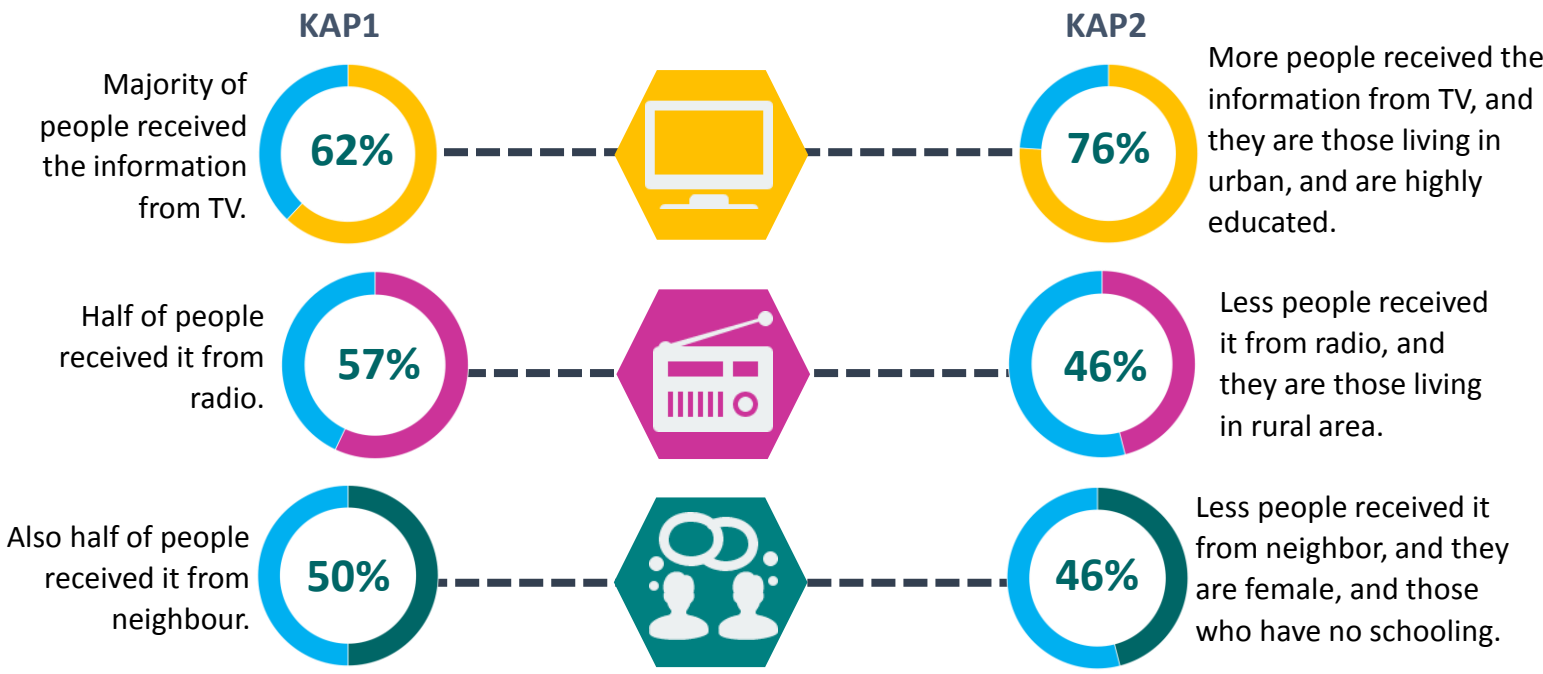 KAP1
KAP2
Majority of
people received
the information
from TV.
62%
76%
More people received the
information from TV, and
they are those living in
urban, and are highly
educated.
Half of people
received it from
radio.
57%
46%
Less people received
it from radio, and
they are those living
in rural area.
Also half of people
received it from
neighbour.
50%
46%
Less people received it
from neighbor, and they
are female, and those
who have no schooling.